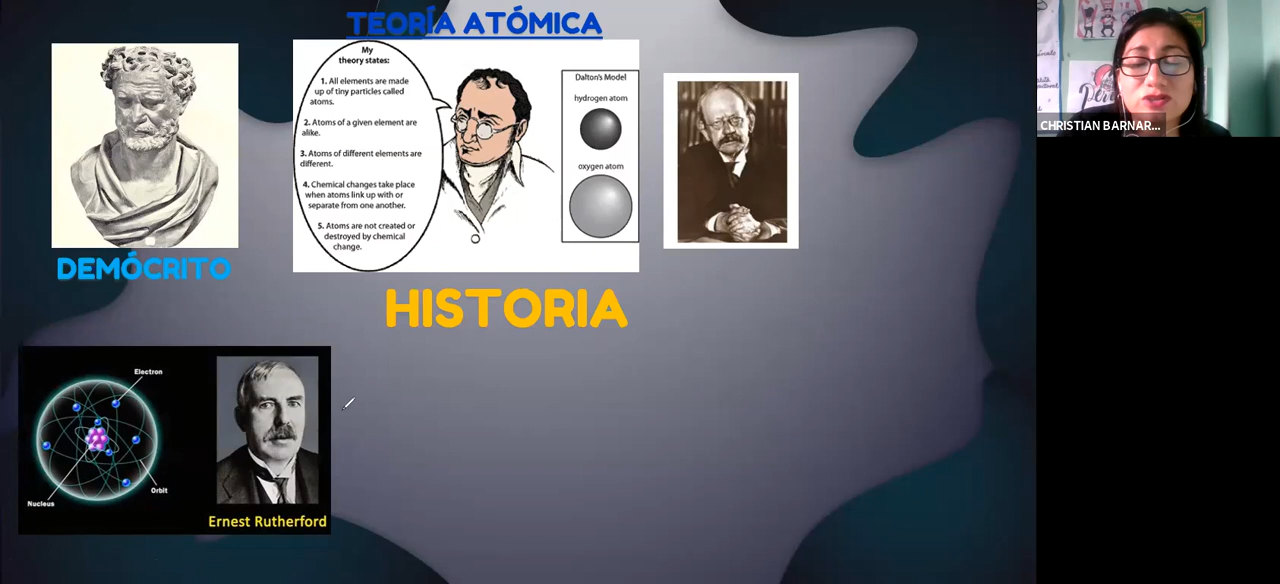 TEORÍA ATÓMICA
My
theory states:
1. All elements are made
up of tiny particles called
atoms.
2. Atoms of a given element are
alike.
3. Atoms of different elements are
different.
4. Chemical changes take place
when atoms link up with or
separate from one another.
5. Atoms are not created or
destroyed by chemical
change.
Dalton's Model
hydrogen atom
oxygen atom
DEMÓCRITO
HISTORIA
Electron
Nucleus
Orbit
Ernest Rutherford
CHRISTIAN BARNAR...